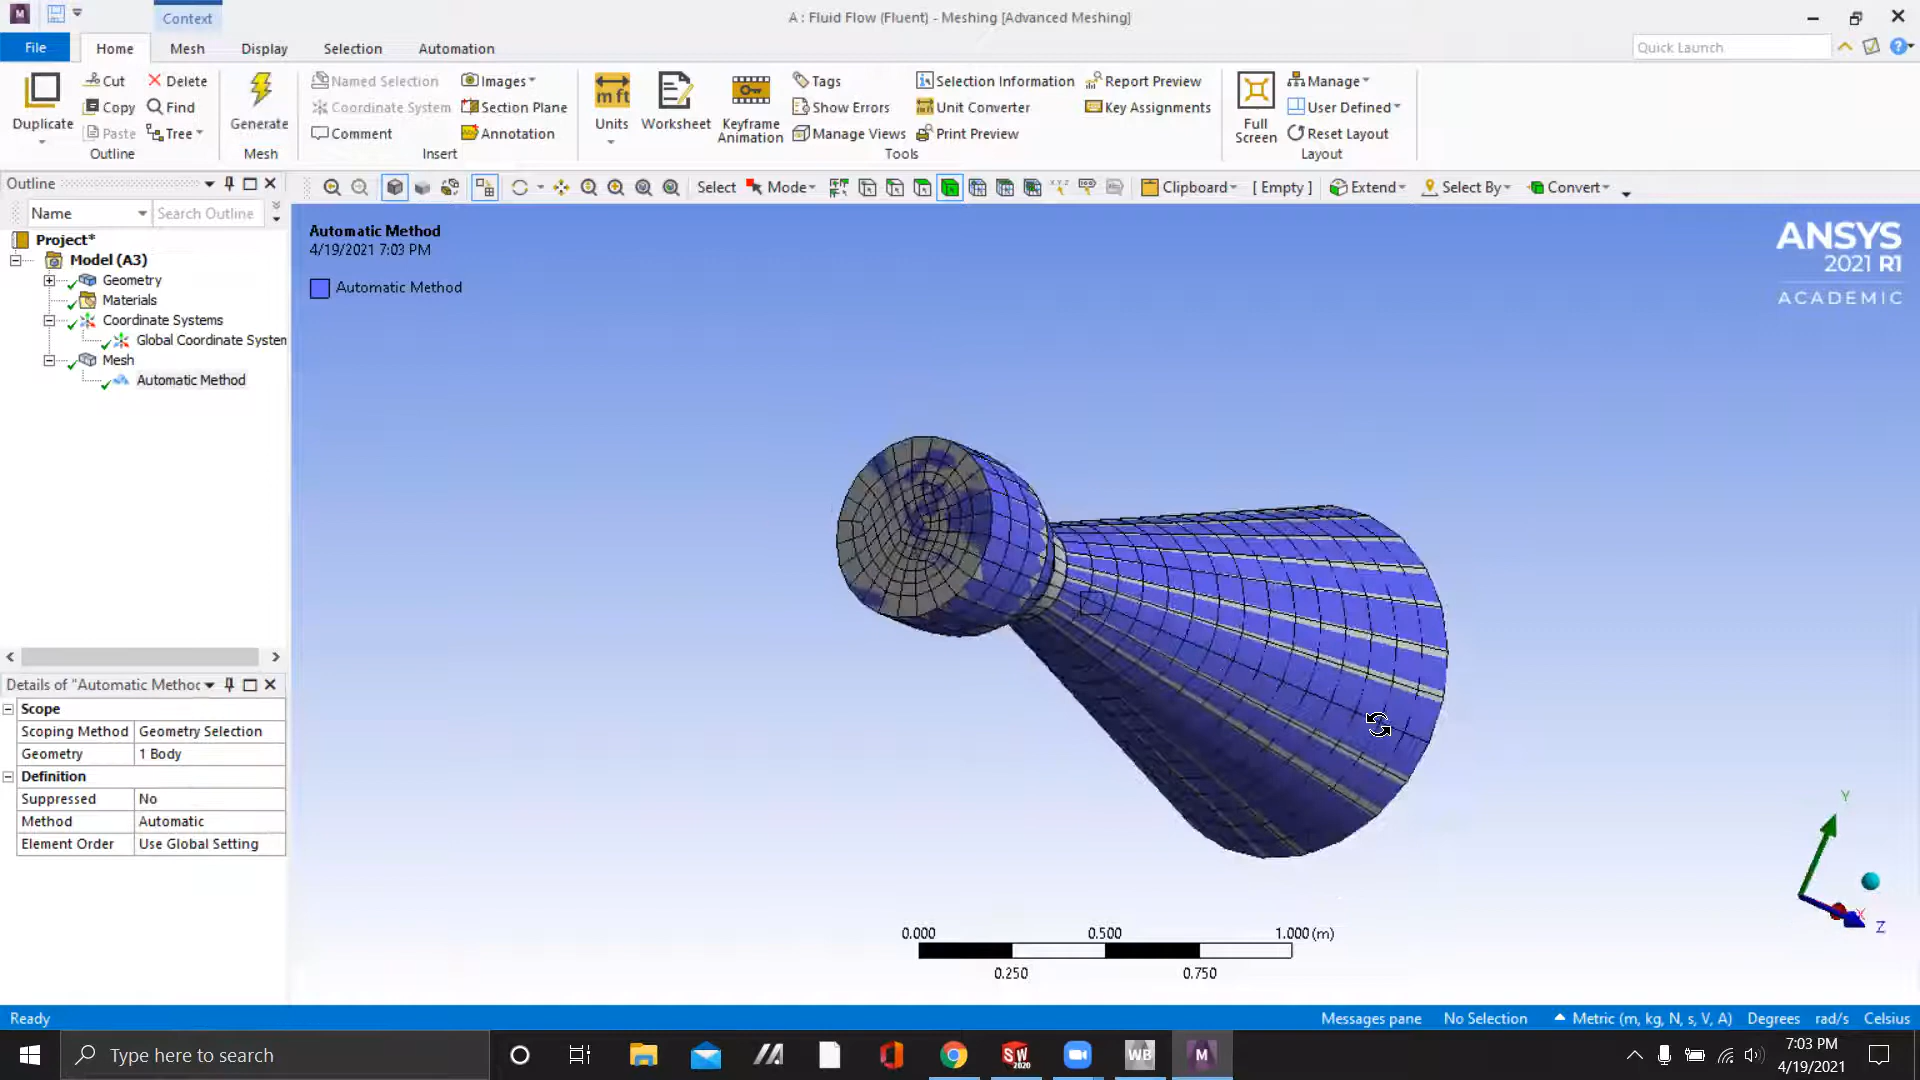 Context
A : Fluid Flow (Fluent) - Meshing [Advanced Meshing]
File Home Mesh Display Selection Automation
Quick Launch
Duplicate
Cut
Copy
Paste
Delete
Find
Tree
Outline
Generate
Mesh
Named Selection
Coordinate System
Comment
Images
Section Plane
Annotation
Insert
Units
Worksheet
Keyframe
Animation
Tags
Show Errors
Manage Views
Selection Information
Unit Converter
Print Preview
Report Preview
Key Assignments
Tools
Full
Screen
Manage
User Defined
Reset Layout
Layout
Outline
Select Mode Clipboard [ Empty ] Extend Select By Convert
Name Search Outline
Project*
Model (A3)
Geometry
Materials
Coordinate Systems
Global Coordinate System
Mesh
Automatic Method
Automatic Method
4/19/2021 7:03 PM
Automatic Method
ANSYS
2021 R1
ACADEMIC
Details of "Automatic Methoc
Scope
Scoping Method Geometry Selection
Geometry 1 Body
Definition
Suppressed No
Method Automatic
Element Order Use Global Setting
Y
X
Z
0.000 0.500 1.000 (m)
0.250 0.750
Ready
Messages pane No Selection Metric (m, kg, N, s, V, A) Degrees rad/s Celsius
Type here to search
SW
2020
WB
M
7:03 PM
4/19/2021